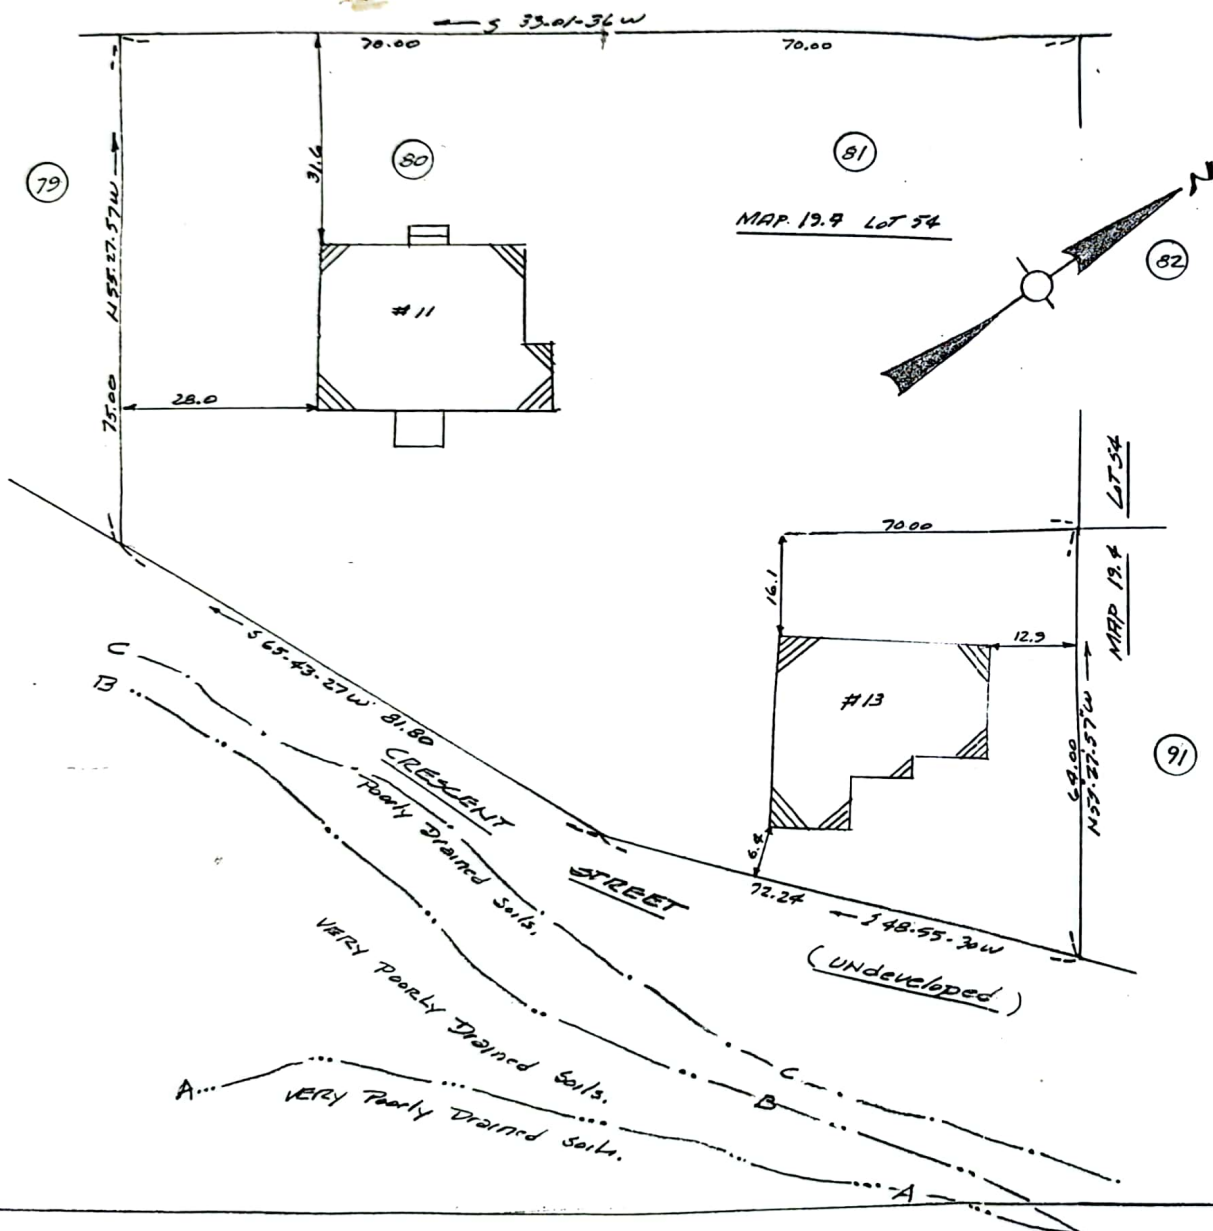 S 33.01-36 W
70.00 70.00
79
N 55.27.57 W
75.00
31.6
80
81
MAP. 19.4 LOT 54
N
82
# 11
28.0
LOT 54
MAP 19.4
70.00
16.1
12.9
# 13
64.00
N 55.27.57" W
91
6.4
S 65.43.27 W 81.80
C
B
CRESCENT
STREET
72.24 S 48.55.30 W
(Undeveloped)
Poorly Drained Soils.
VERY POORLY Drained Soils.
C
B
A
VERY Poorly Drained Soils.
A